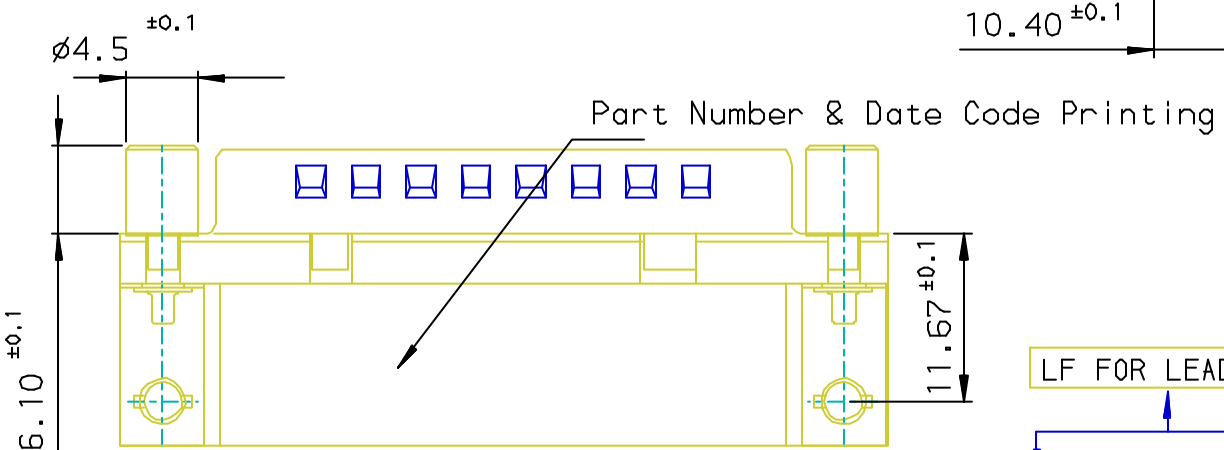 ø4.5 ±0.1
10.40 ±0.1
Part Number & Date Code Printing
6.10 ±0.1
11.67 ±0.1
LF FOR LEAD